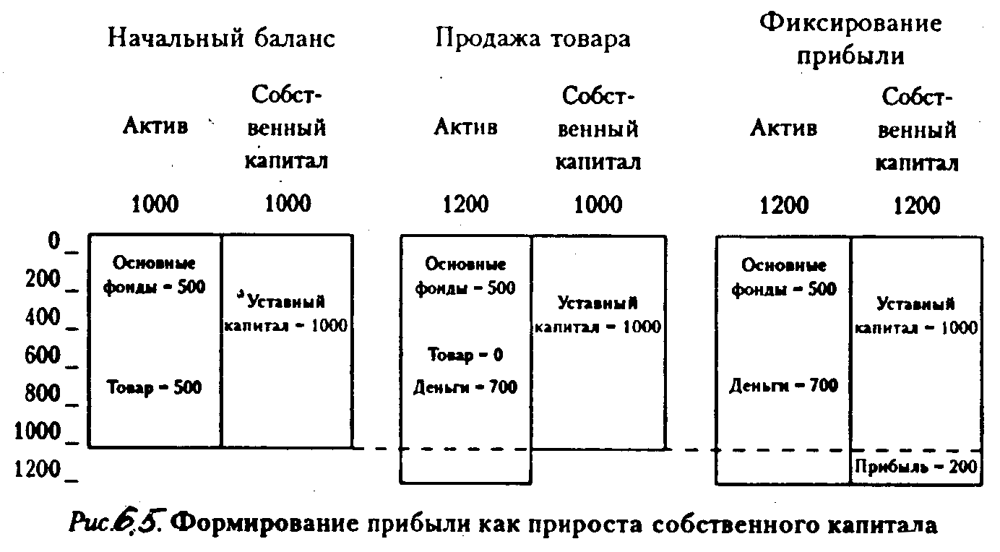 Начальный баланс
Продажа товара
Фиксирование
прибыли
Актив
Собст-
венный
капитал
Актив
Собст-
венный
капитал
Актив
Собст-
венный
капитал
1000
1000
1200
1000
1200
1200
0
200
400
600
800
1000
1200
Основные
фонды - 500
Товар - 500
Уставный
капитал - 1000
Основные
фонды - 500
Товар - 0
Деньги - 700
Уставный
капитал - 1000
Основные
фонды - 500
Деньги - 700
Уставный
капитал - 1000
Прибыль - 200
Рис.6.5. Формирование прибыли как прироста собственного капитала